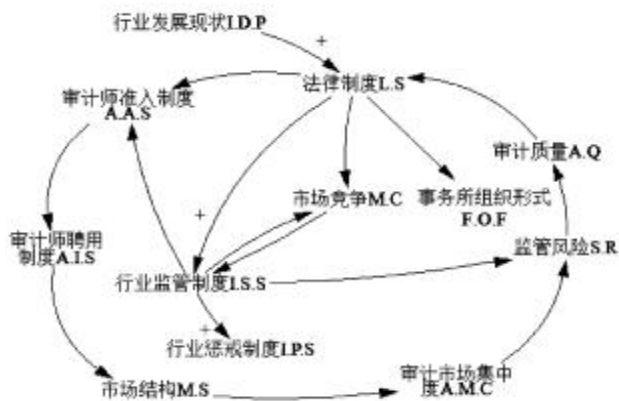 行业发展现状I.D.P
+
法律制度L.S
审计师准入制度
A.A.S
审计质量A.Q
市场竞争M.C
事务所组织形式
F.O.F
+
审计师聘用
制度A.I.S
监管风险S.R
行业监管制度I.S.S
+
行业惩戒制度I.P.S
审计市场集中
度A.M.C
市场结构M.S